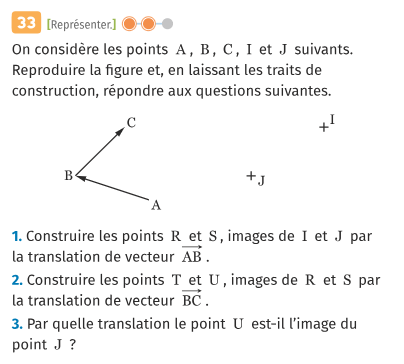 33 [Représenter.]
On considère les points A, B, C, I et J suivants.
Reproduire la figure et, en laissant les traits de
construction, répondre aux questions suivantes.
C
I
B
J
A
1. Construire les points R et S, images de I et J par
la translation de vecteur \overrightarrow{AB}.
2. Construire les points T et U, images de R et S par
la translation de vecteur \overrightarrow{BC}.
3. Par quelle translation le point U est-il l'image du
point J ?